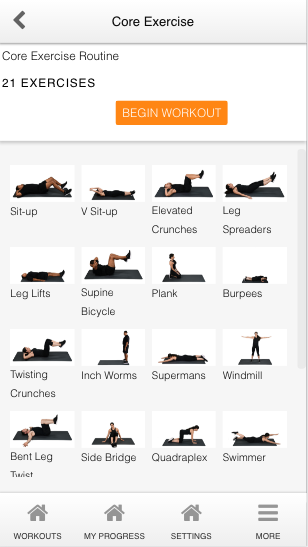 Core Exercise
Core Exercise Routine
21 EXERCISES
BEGIN WORKOUT
Sit-up
V Sit-up
Elevated
Crunches
Leg
Spreaders
Leg Lifts
Supine
Bicycle
Plank
Burpees
Twisting
Crunches
Inch Worms
Supermans
Windmill
Bent Leg
Twist
Side Bridge
Quadraplex
Swimmer
WORKOUTS
MY PROGRESS
SETTINGS
MORE